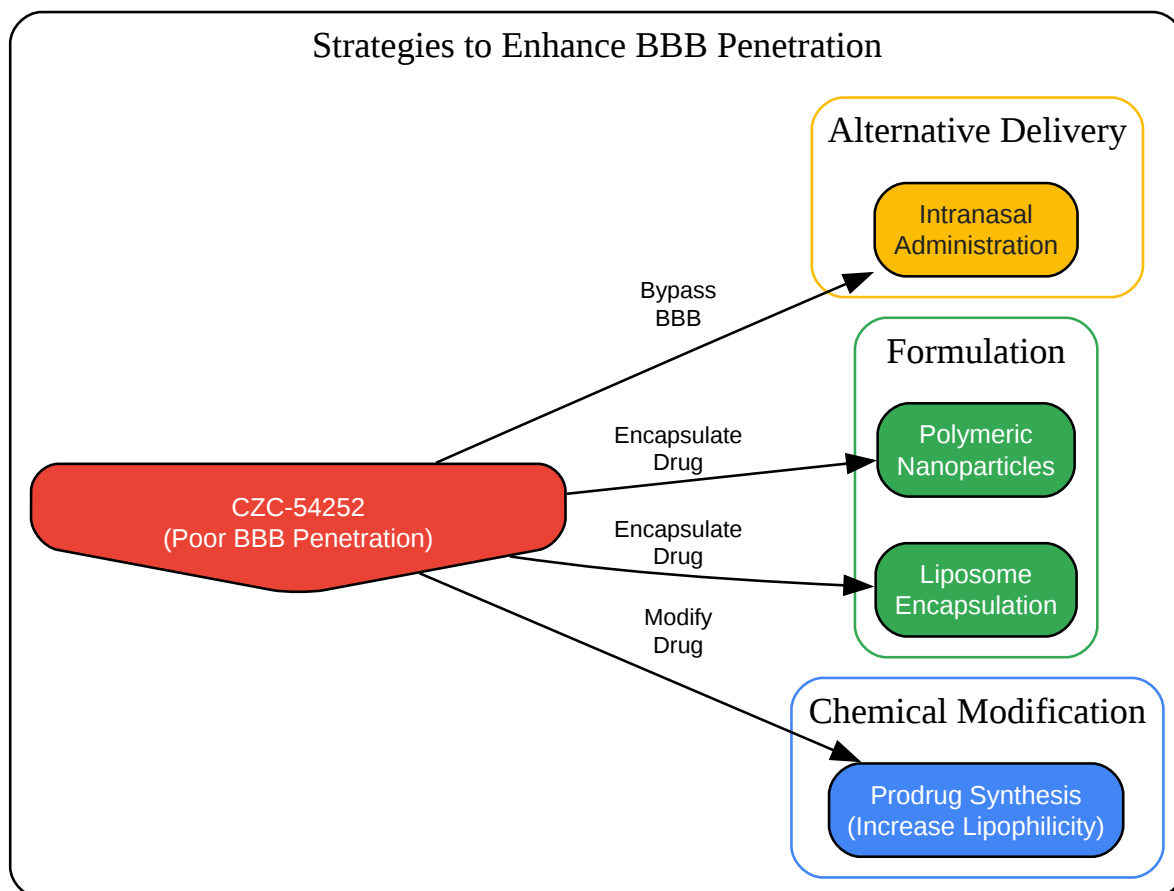 Strategies to Enhance BBB Penetration
Alternative Delivery
Intranasal
Administration
Bypass
BBB
Formulation
Polymeric
Nanoparticles
Encapsulate
Drug
CZC-54252
(Poor BBB Penetration)
Encapsulate
Drug
Liposome
Encapsulation
Modify
Drug
Chemical Modification
Prodrug Synthesis
(Increase Lipophilicity)